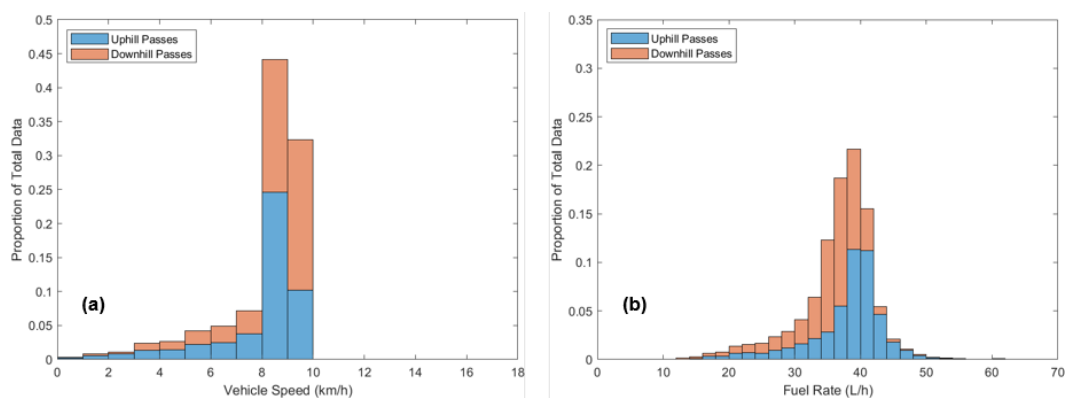 0.5
0.45
0.4
0.35
0.3
0.25
0.2
0.15
0.1
0.05
0
Proportion of Total Data
Uphill Passes
Downhill Passes
(a)
0 2 4 6 8 10 12 14 16 18
Vehicle Speed (km/h)
0.35
0.3
0.25
0.2
0.15
0.1
0.05
0
Proportion of Total Data
Uphill Passes
Downhill Passes
(b)
0 10 20 30 40 50 60 70
Fuel Rate (L/h)